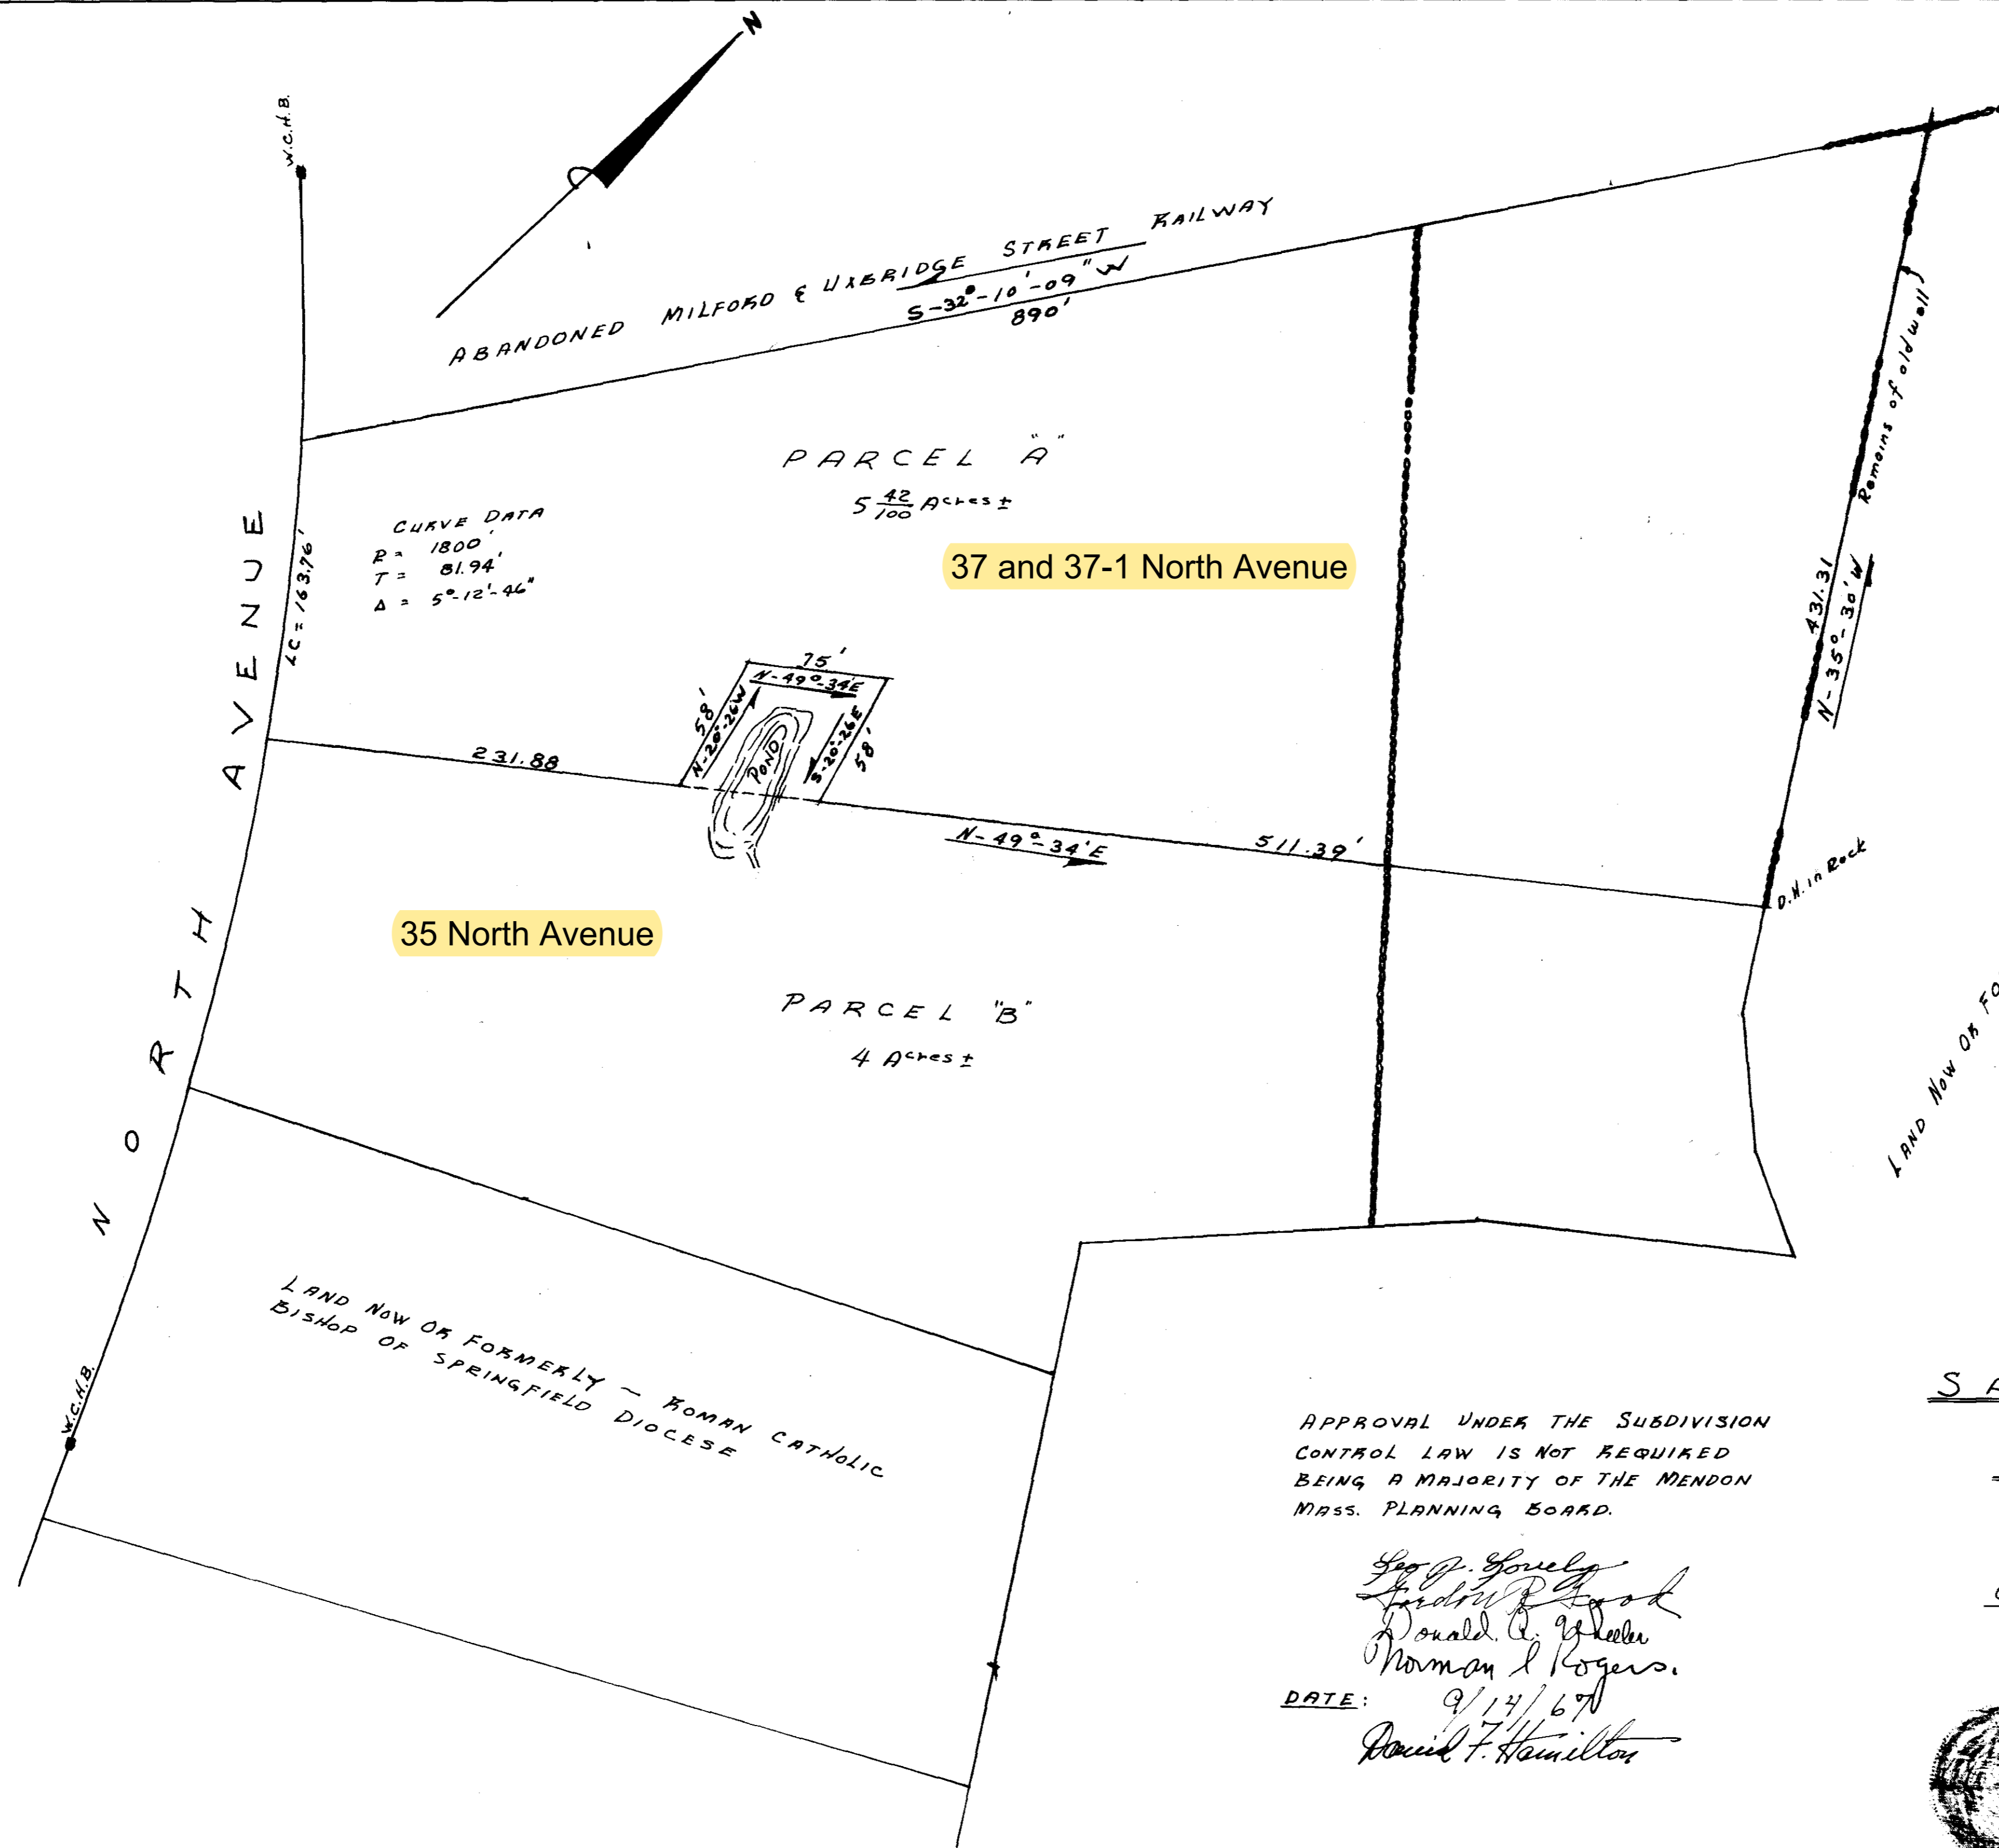 N
W.C.H.B.
ABANDONED MILFORD & UXBRIDGE STREET RAILWAY
S-32°-10'-09"W
890'
PARCEL "A"
5 42/100 Acres ±
CURVE DATA
R = 1800'
T = 81.94'
Δ = 5°-12'-46"
37 and 37-1 North Avenue
LC = 163.76'
NORTH AVENUE
Remains of old wall
431.31
N-35°-30'W
75'
N-49°-34'E
58'
N-20°-26'W
POND
S-20°-26'E
58'
231.88
N-49°-34'E
511.39'
D.H. in Rock
35 North Avenue
PARCEL "B"
4 Acres ±
LAND NOW OR FO
LAND NOW OR FORMERLY ~ ROMAN CATHOLIC
BISHOP OF SPRINGFIELD DIOCESE
W.C.H.B.
S A
APPROVAL UNDER THE SUBDIVISION
CONTROL LAW IS NOT REQUIRED
BEING A MAJORITY OF THE MENDON
MASS. PLANNING BOARD.
Donald A. Wheeler
Norman L Rogers.
DATE: 9/14/67
David F. Hamilton